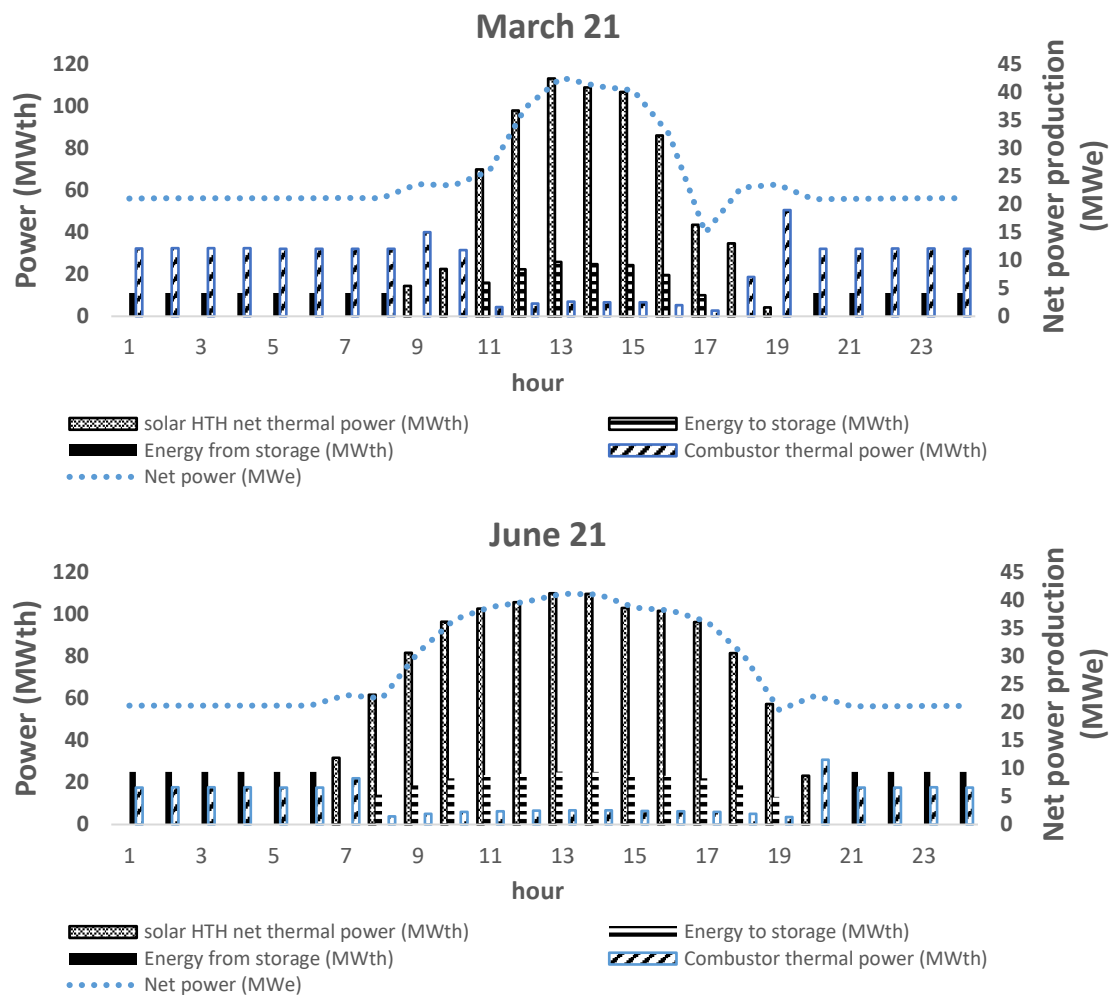 March 21
Power (MWth)
120
100
80
60
40
20
0
45
40
35
30
25
20
15
10
5
0
Net power production
(MWe)
1 3 5 7 9 11 13 15 17 19 21 23
hour
solar HTH net thermal power (MWth) Energy to storage (MWth)
Energy from storage (MWth) Combustor thermal power (MWth)
Net power (MWe)
June 21
Power (MWth)
120
100
80
60
40
20
0
45
40
35
30
25
20
15
10
5
0
Net power production
(MWe)
1 3 5 7 9 11 13 15 17 19 21 23
hour
solar HTH net thermal power (MWth) Energy to storage (MWth)
Energy from storage (MWth) Combustor thermal power (MWth)
Net power (MWe)